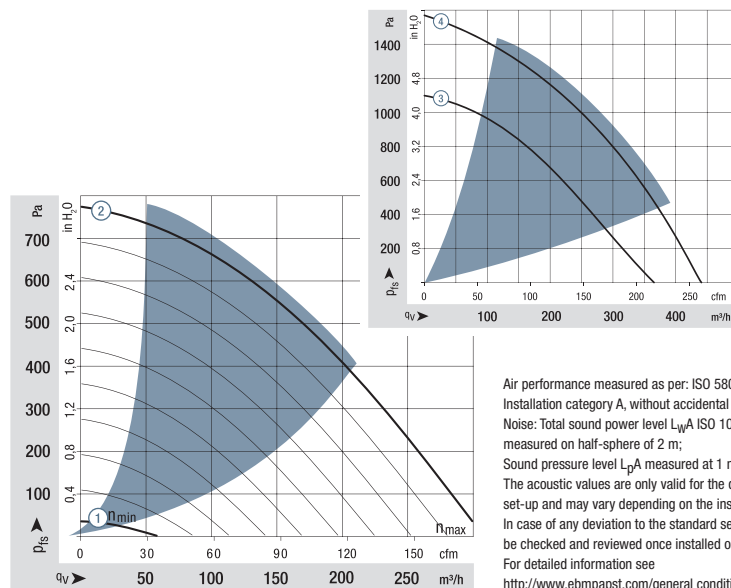 Pa
in H2O
1400
1200
1000
800
600
400
200
4,8
4,0
3,2
2,4
1,6
0,8
4
3
pfs
0 50 100 150 200 250 cfm
qV 100 200 300 400 m³/h
Pa
in H2O
700
600
500
400
300
200
100
2,4
2,0
1,6
1,2
0,8
0,4
2
1 nmin
nmax
pfs
0 30 60 90 120 150 cfm
qV 50 100 150 200 250 m³/h
Air performance measured as per: ISO 580
Installation category A, without accidental
Noise: Total sound power level LWA ISO 10
measured on half-sphere of 2 m;
Sound pressure level LpA measured at 1 m
The acoustic values are only valid for the
set-up and may vary depending on the ins
In case of any deviation to the standard se
be checked and reviewed once installed o
For detailed information see
http://www.ebmpapst.com/general